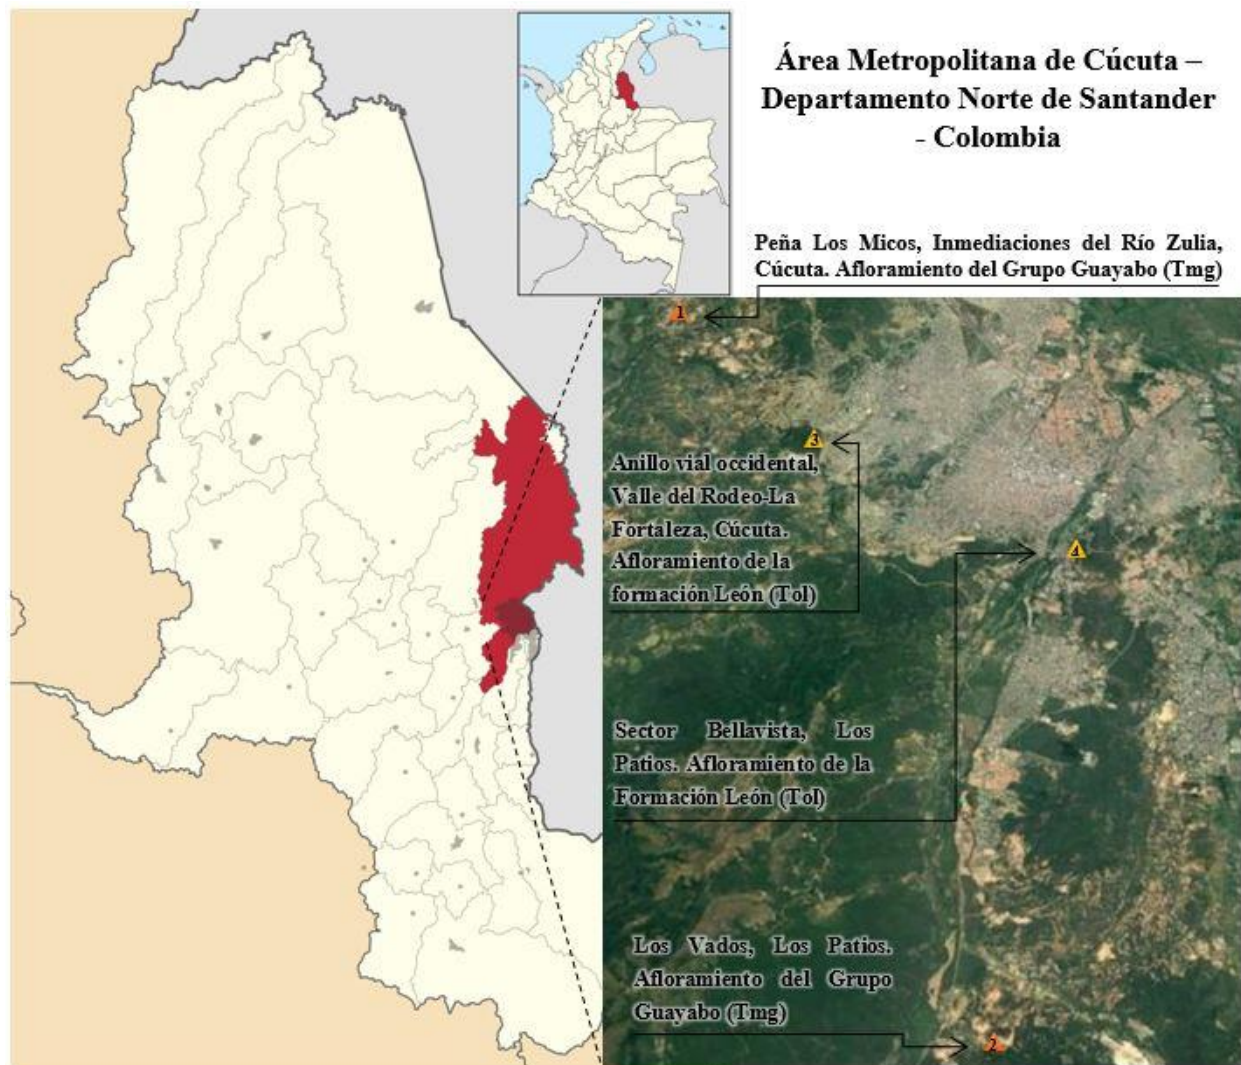 Área Metropolitana de Cúcuta –
Departamento Norte de Santander
- Colombia
Peña Los Micos, Inmediaciones del Río Zulia,
Cúcuta. Afloramiento del Grupo Guayabo (Tmg)
1
3
Anillo vial occidental,
Valle del Rodeo-La
Fortaleza, Cúcuta.
Afloramiento de la
formación León (Tol)
4
Sector Bellavista, Los
Patios. Afloramiento de la
Formación León (Tol)
Los Vados, Los Patios.
Afloramiento del Grupo
Guayabo (Tmg)
2